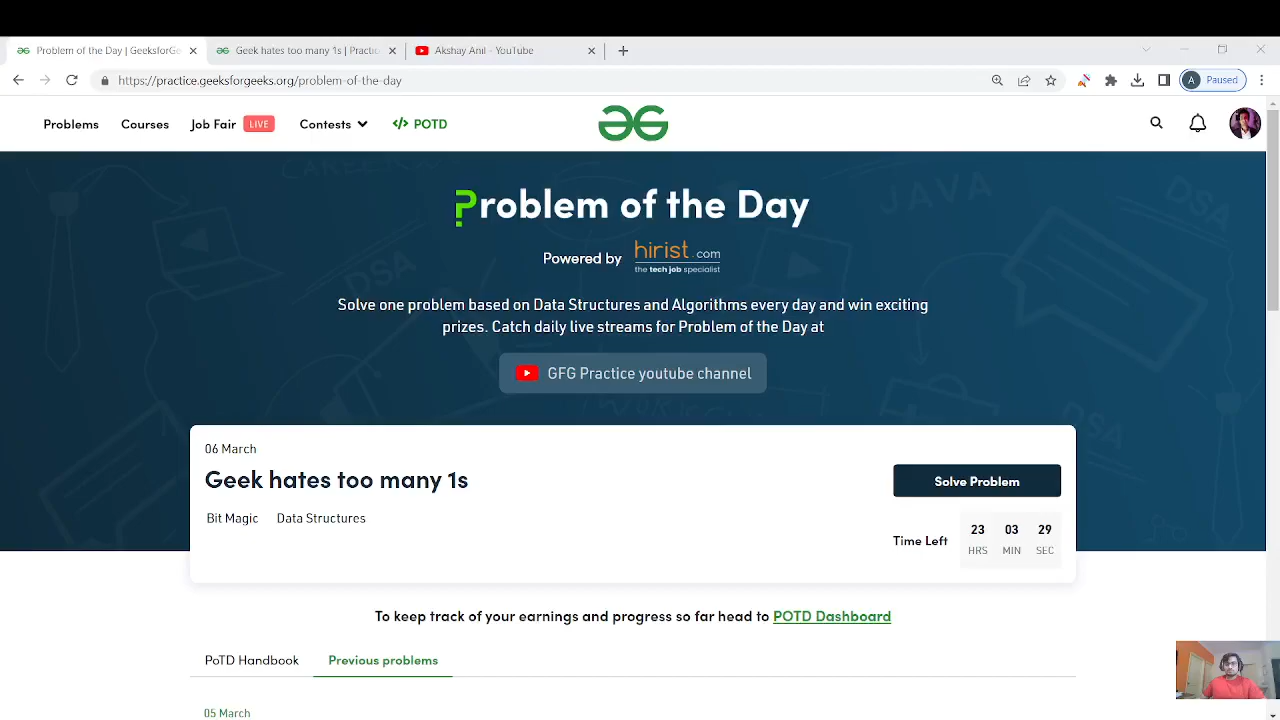 Problem of the Day | GeeksforGe
Geek hates too many 1s | Practic
Akshay Anil - YouTube
https://practice.geeksforgeeks.org/problem-of-the-day
A Paused
Problems Courses Job Fair LIVE Contests </> POTD
Problem of the Day
Powered by hirist.com
the tech job specialist
Solve one problem based on Data Structures and Algorithms every day and win exciting
prizes. Catch daily live streams for Problem of the Day at
GFG Practice youtube channel
JAVA
DSA
DSA
DSA
06 March
Geek hates too many 1s
Solve Problem
Bit Magic Data Structures
Time Left
23 03 29
HRS MIN SEC
To keep track of your earnings and progress so far head to POTD Dashboard
PoTD Handbook Previous problems
05 March